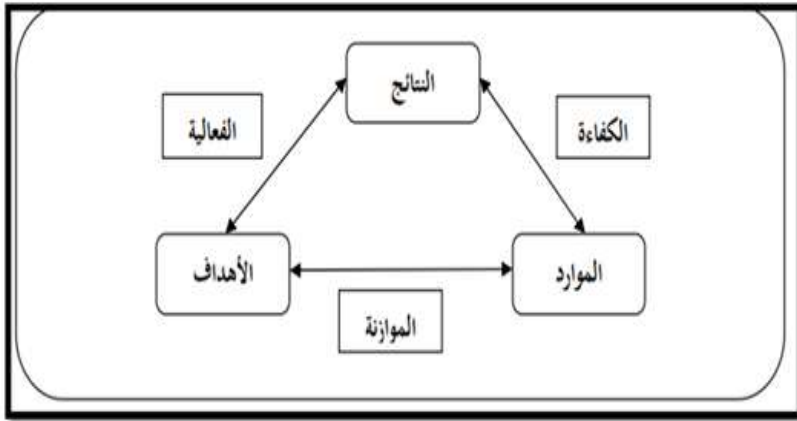 النتائج
الكفاءة
الفعالية
الموارد
الأهداف
الموازنة